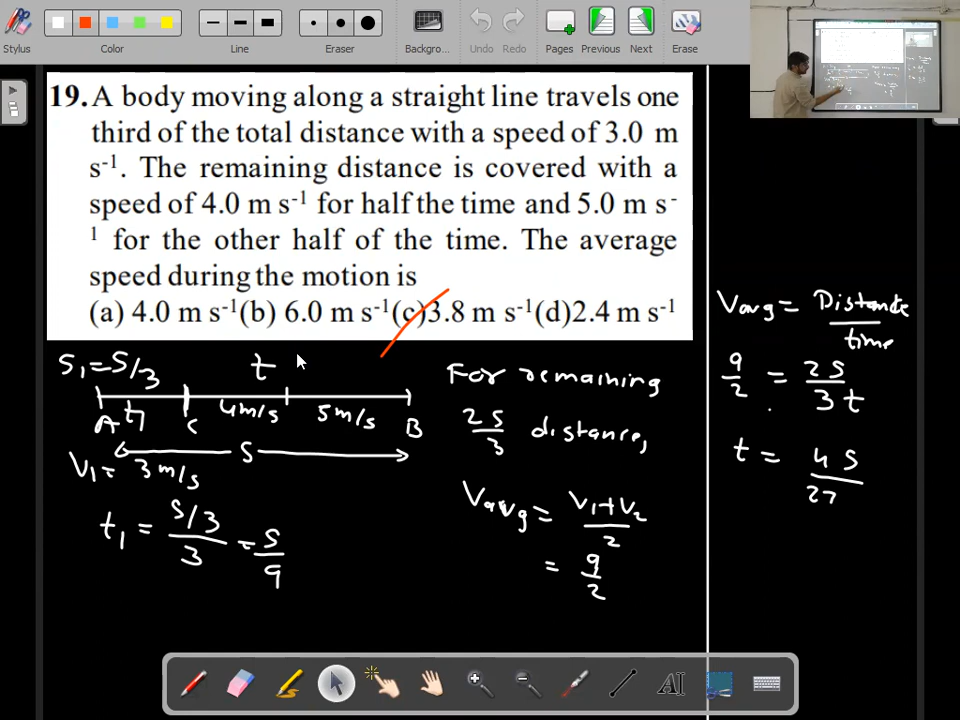 Stylus
Color
Line
Eraser
Backgro...
Undo
Redo
Pages
Previous
Next
Erase
19. A body moving along a straight line travels one
third of the total distance with a speed of 3.0 m
s⁻¹. The remaining distance is covered with a
speed of 4.0 m s⁻¹ for half the time and 5.0 m s⁻
¹ for the other half of the time. The average
speed during the motion is
(a) 4.0 m s⁻¹(b) 6.0 m s⁻¹(c)3.8 m s⁻¹(d)2.4 m s⁻¹
S₁=S/3 t
A t₁ C 4m/s 5m/s B
S
V₁= 3m/s
t₁ = S/3 / 3 = S/9
For remaining
2S/3 distance,
Vavg = V₁+V₂ / 2
= 9/2
Vavg = Distance / time
9/2 = 2S / 3t
t = 4S / 27
AI